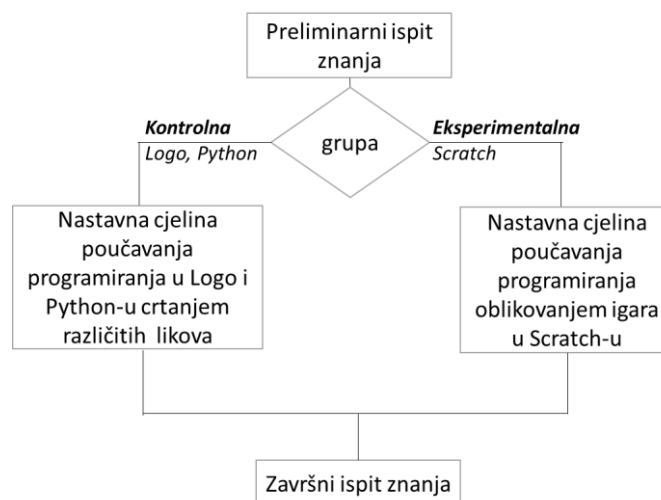 Preliminarni ispit
znanja
Kontrolna
Logo, Python
grupa
Eksperimentalna
Scratch
Nastavna cjelina
poučavanja
programiranja u Logo i
Python-u crtanjem
različitih likova
Nastavna cjelina
poučavanja
programiranja
oblikovanjem igara
u Scratch-u
Završni ispit znanja